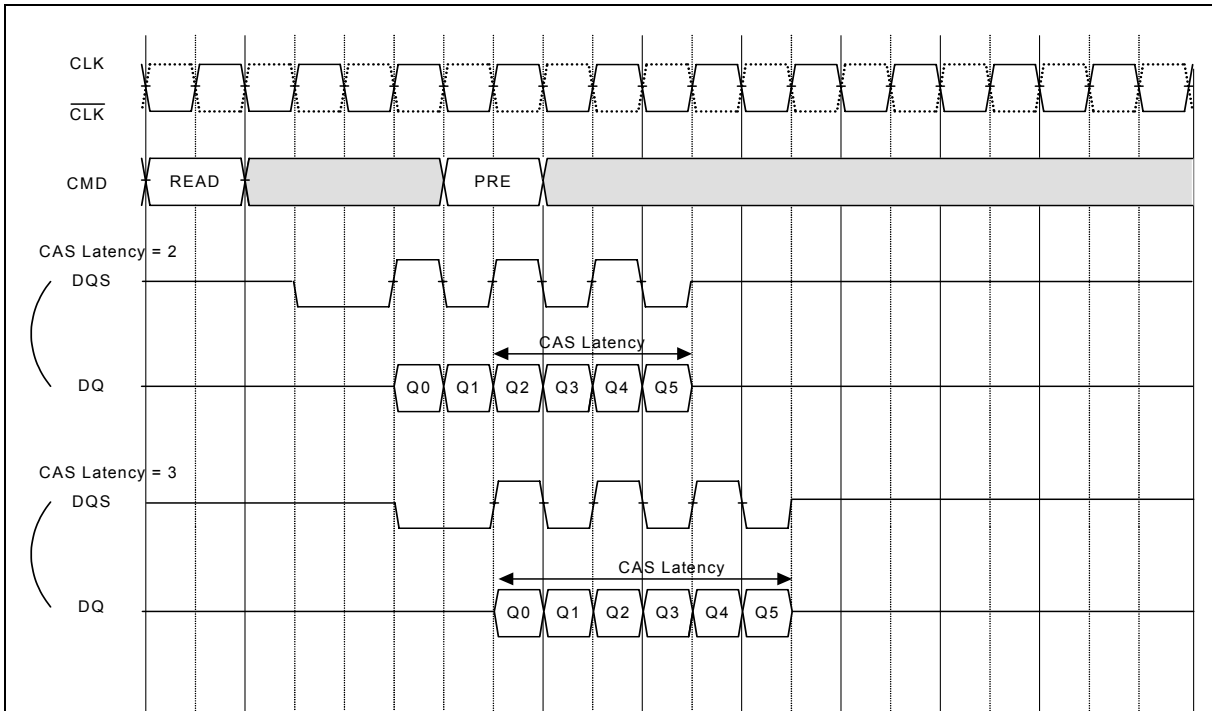 CLK
CLK
CMD READ PRE
CAS Latency = 2
DQS
CAS Latency
DQ Q0 Q1 Q2 Q3 Q4 Q5
CAS Latency = 3
DQS
CAS Latency
DQ Q0 Q1 Q2 Q3 Q4 Q5